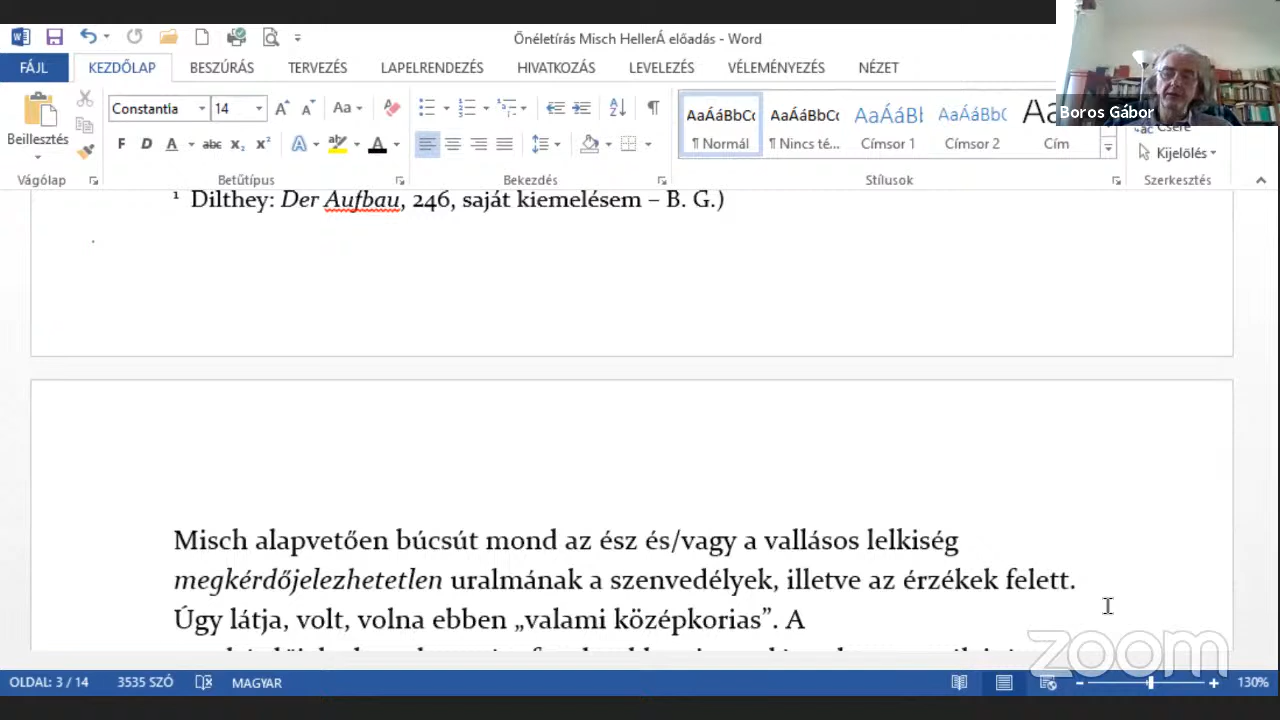 Önéletírás Misch HellerÁ előadás - Word
FÁJL KEZDŐLAP BESZÚRÁS TERVEZÉS LAPELRENDEZÉS HIVATKOZÁS LEVELEZÉS VÉLEMÉNYEZÉS NÉZET
Boros Gábor
Beillesztés
Constantia 14
AaÁáBbCc AaÁáBbCc AaÁáBI AaÁáBbC Aa
¶ Normál ¶ Nincs té... Címsor 1 Címsor 2 Cím
Csere
Kijelölés
Vágólap Betűtípus Bekezdés Stílusok Szerkesztés
¹ Dilthey: Der Aufbau, 246, saját kiemelésem – B. G.)
Misch alapvetően búcsút mond az ész és/vagy a vallásos lelkiség
megkérdőjelezhetetlen uralmának a szenvedélyek, illetve az érzékek felett.
Úgy látja, volt, volna ebben „valami középkorias”. A
zoom
OLDAL: 3 / 14 3535 SZÓ MAGYAR 130%